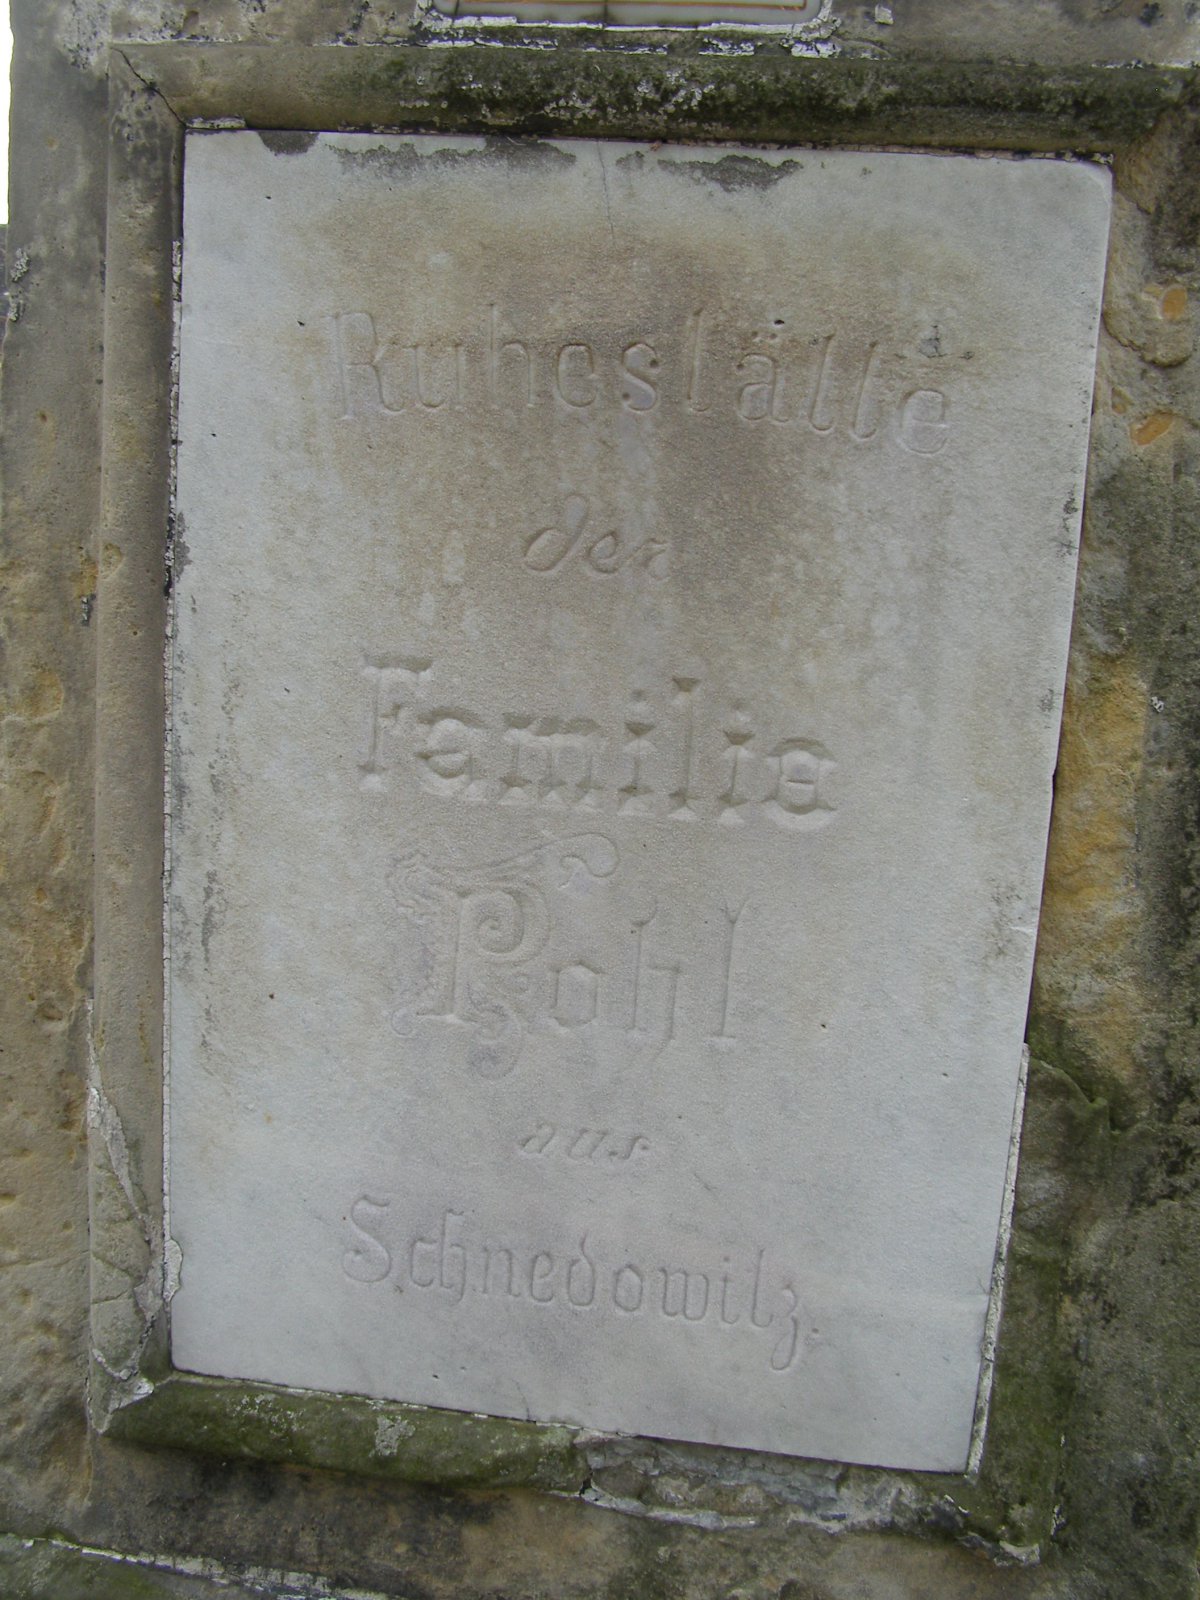 Ruhestätte
der
Familie
Pohl
aus
Schnedowitz.